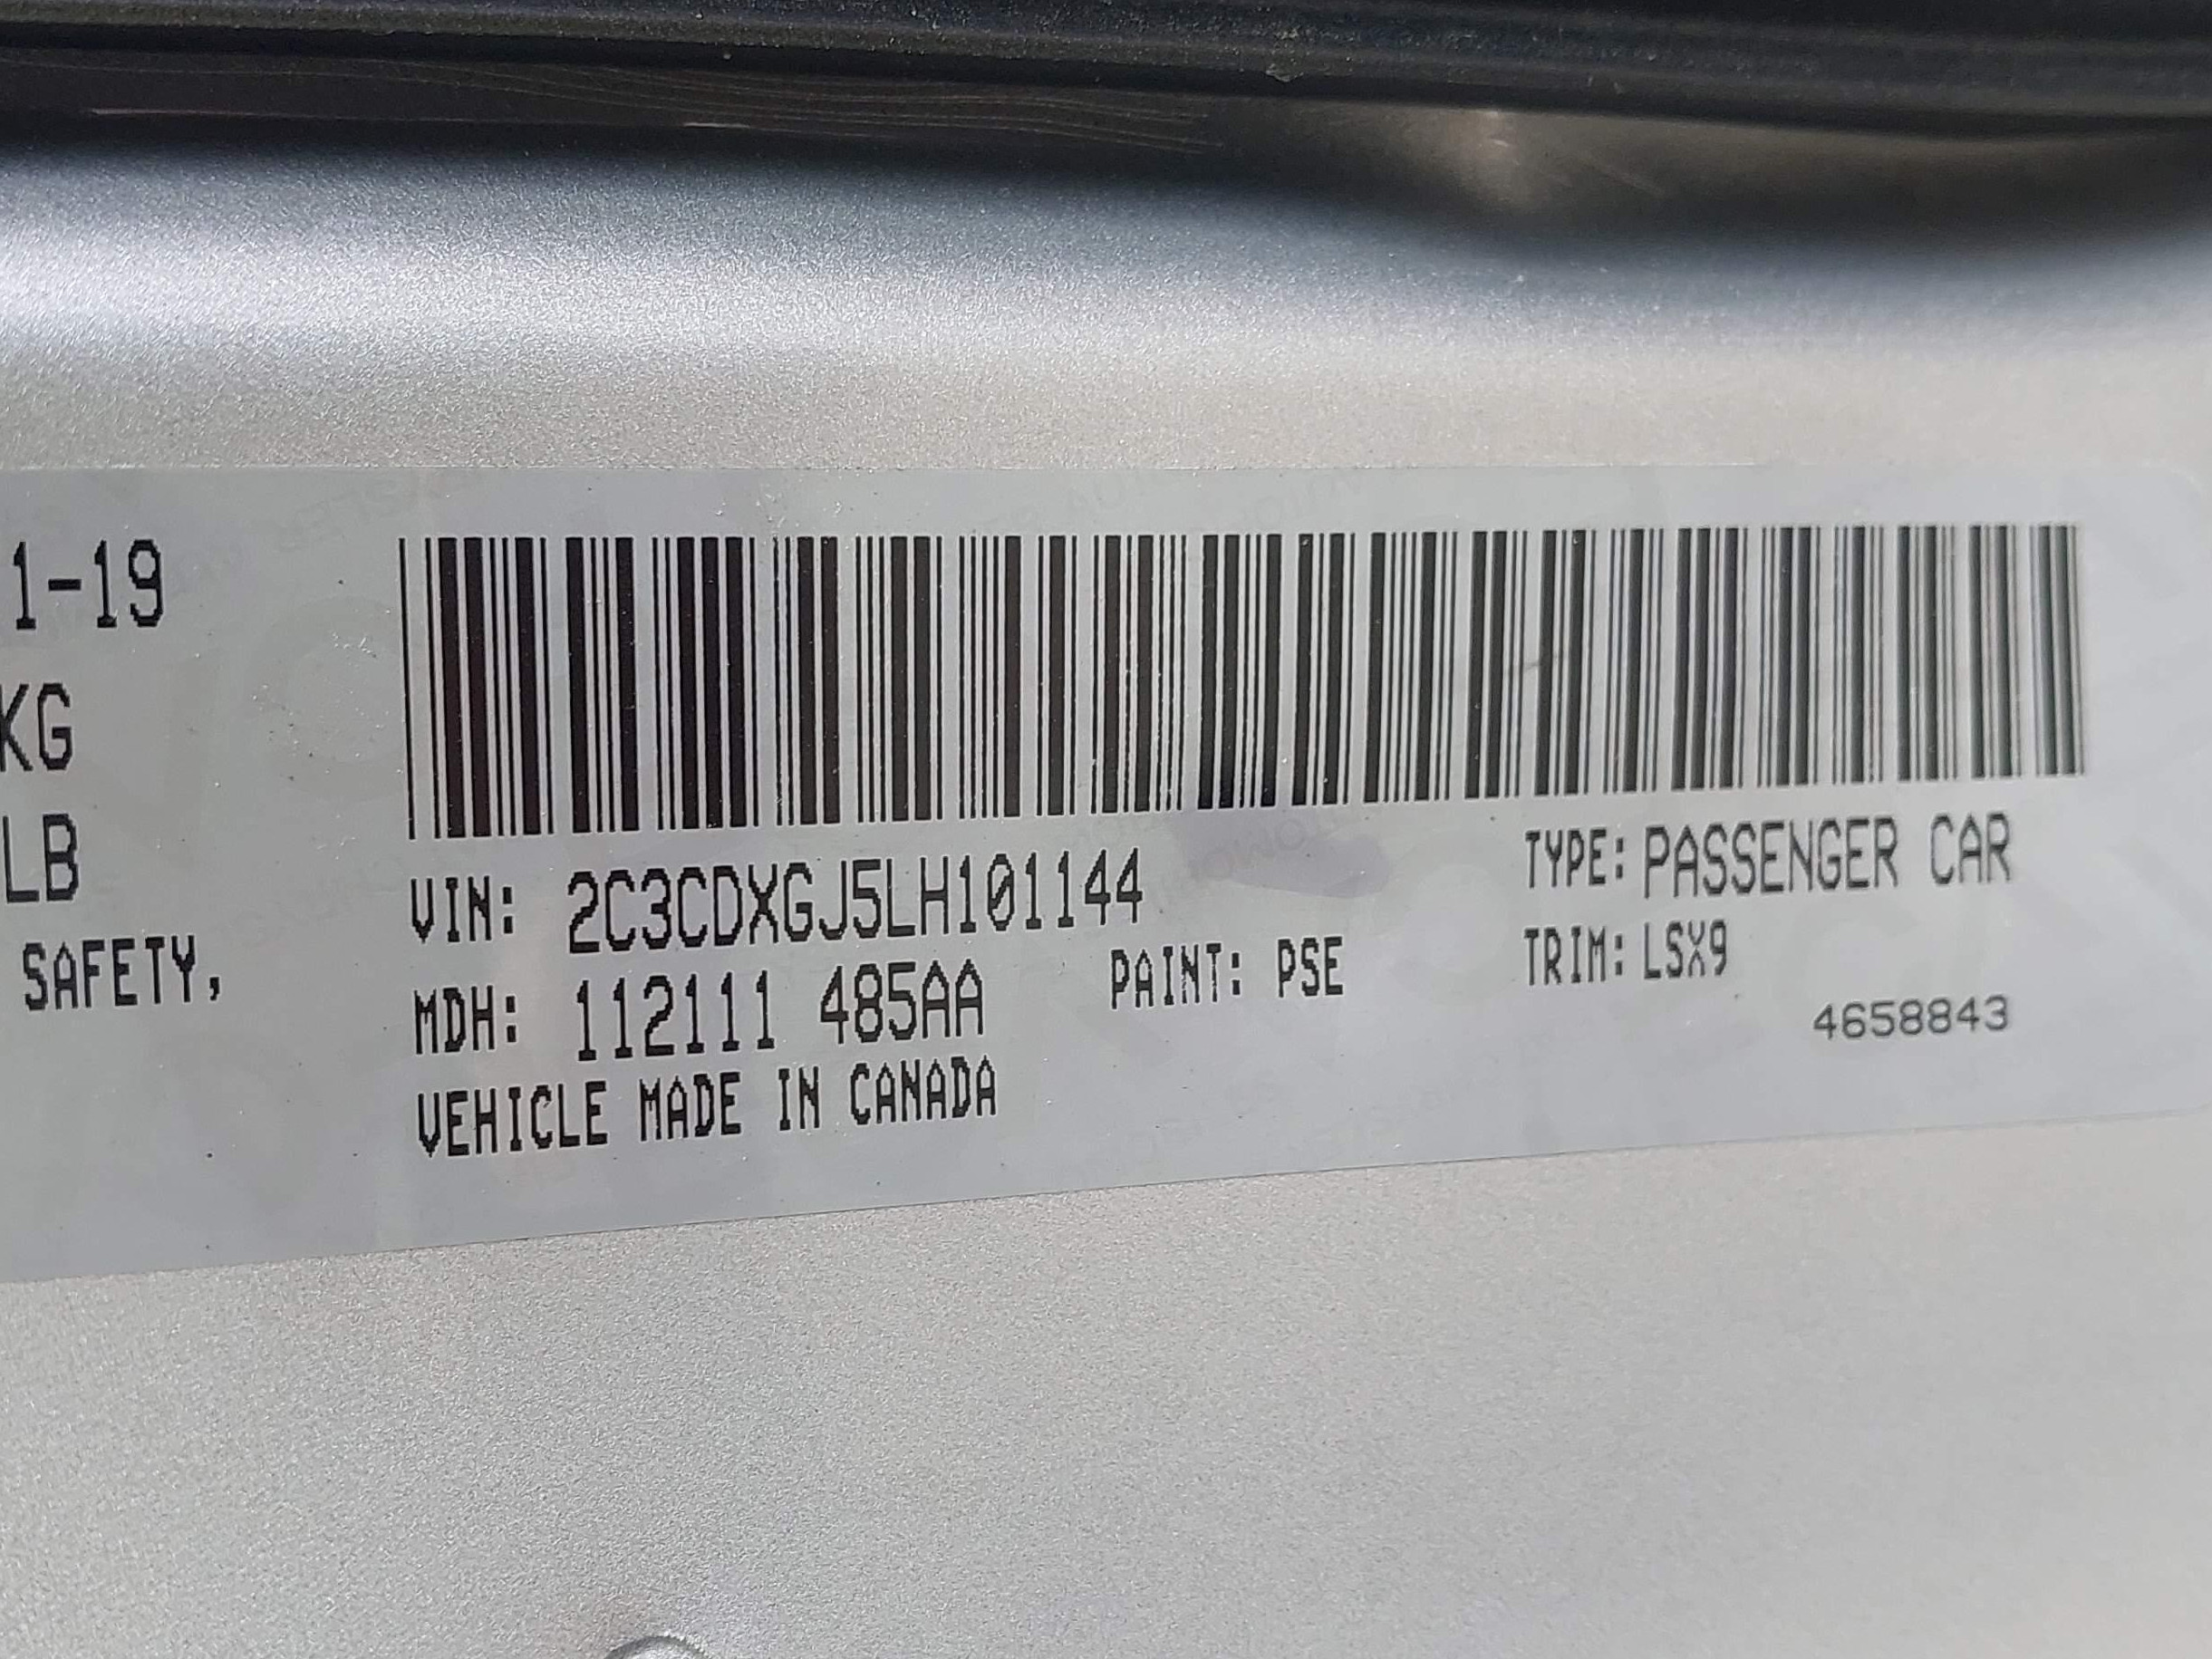 1-19
KG
LB
SAFETY,
VIN: 2C3CDXGJ5LH101144
TYPE: PASSENGER CAR
MDH: 112111 485AA
PAINT: PSE
TRIM: LSX9
4658843
VEHICLE MADE IN CANADA